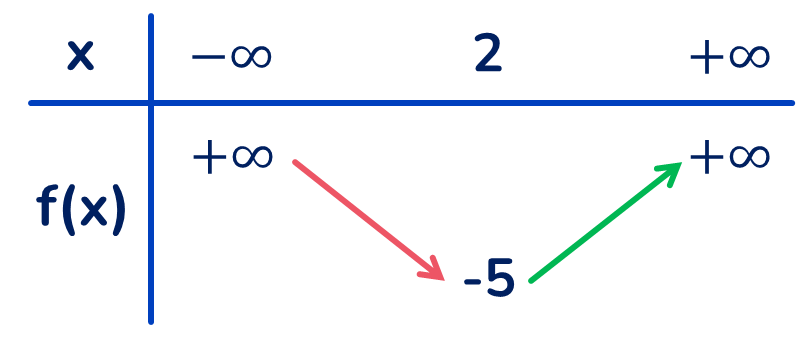 x −∞ 2 +∞
+∞ +∞
f(x)
-5